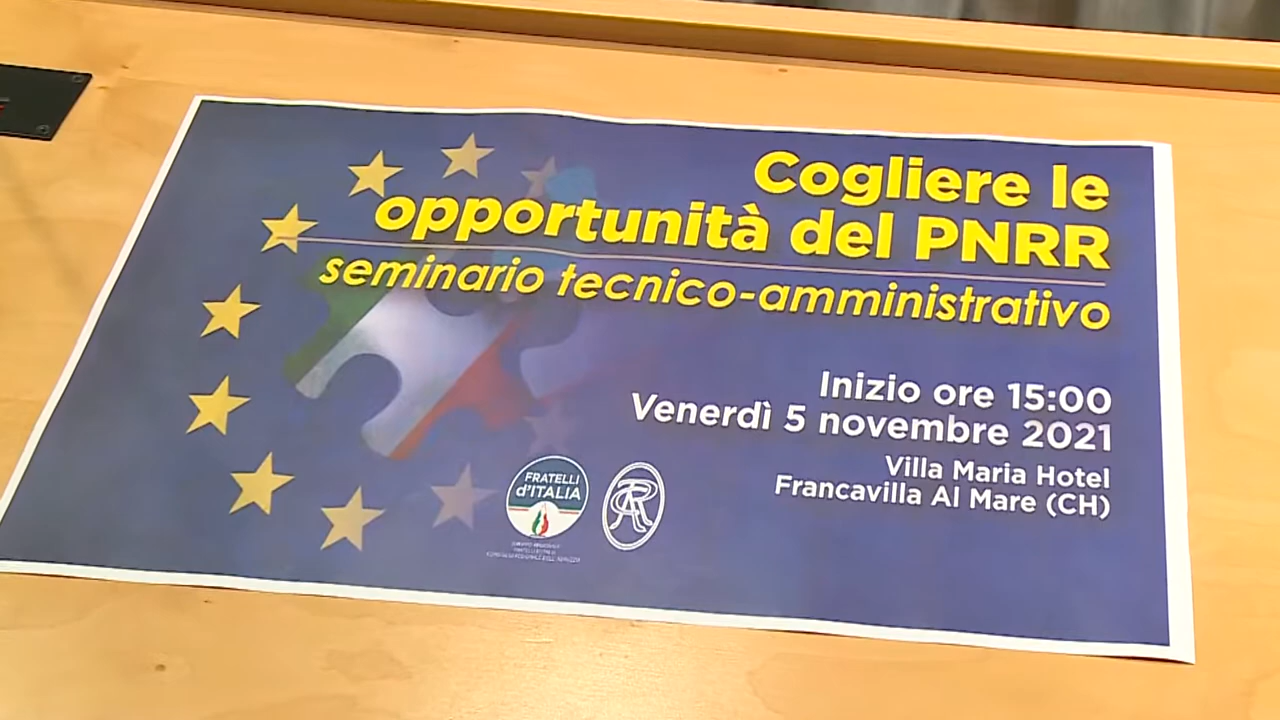 Cogliere le
opportunità del PNRR
seminario tecnico-amministrativo
Inizio ore 15:00
Venerdì 5 novembre 2021
Villa Maria Hotel
Francavilla Al Mare (CH)
FRATELLI
d'ITALIA